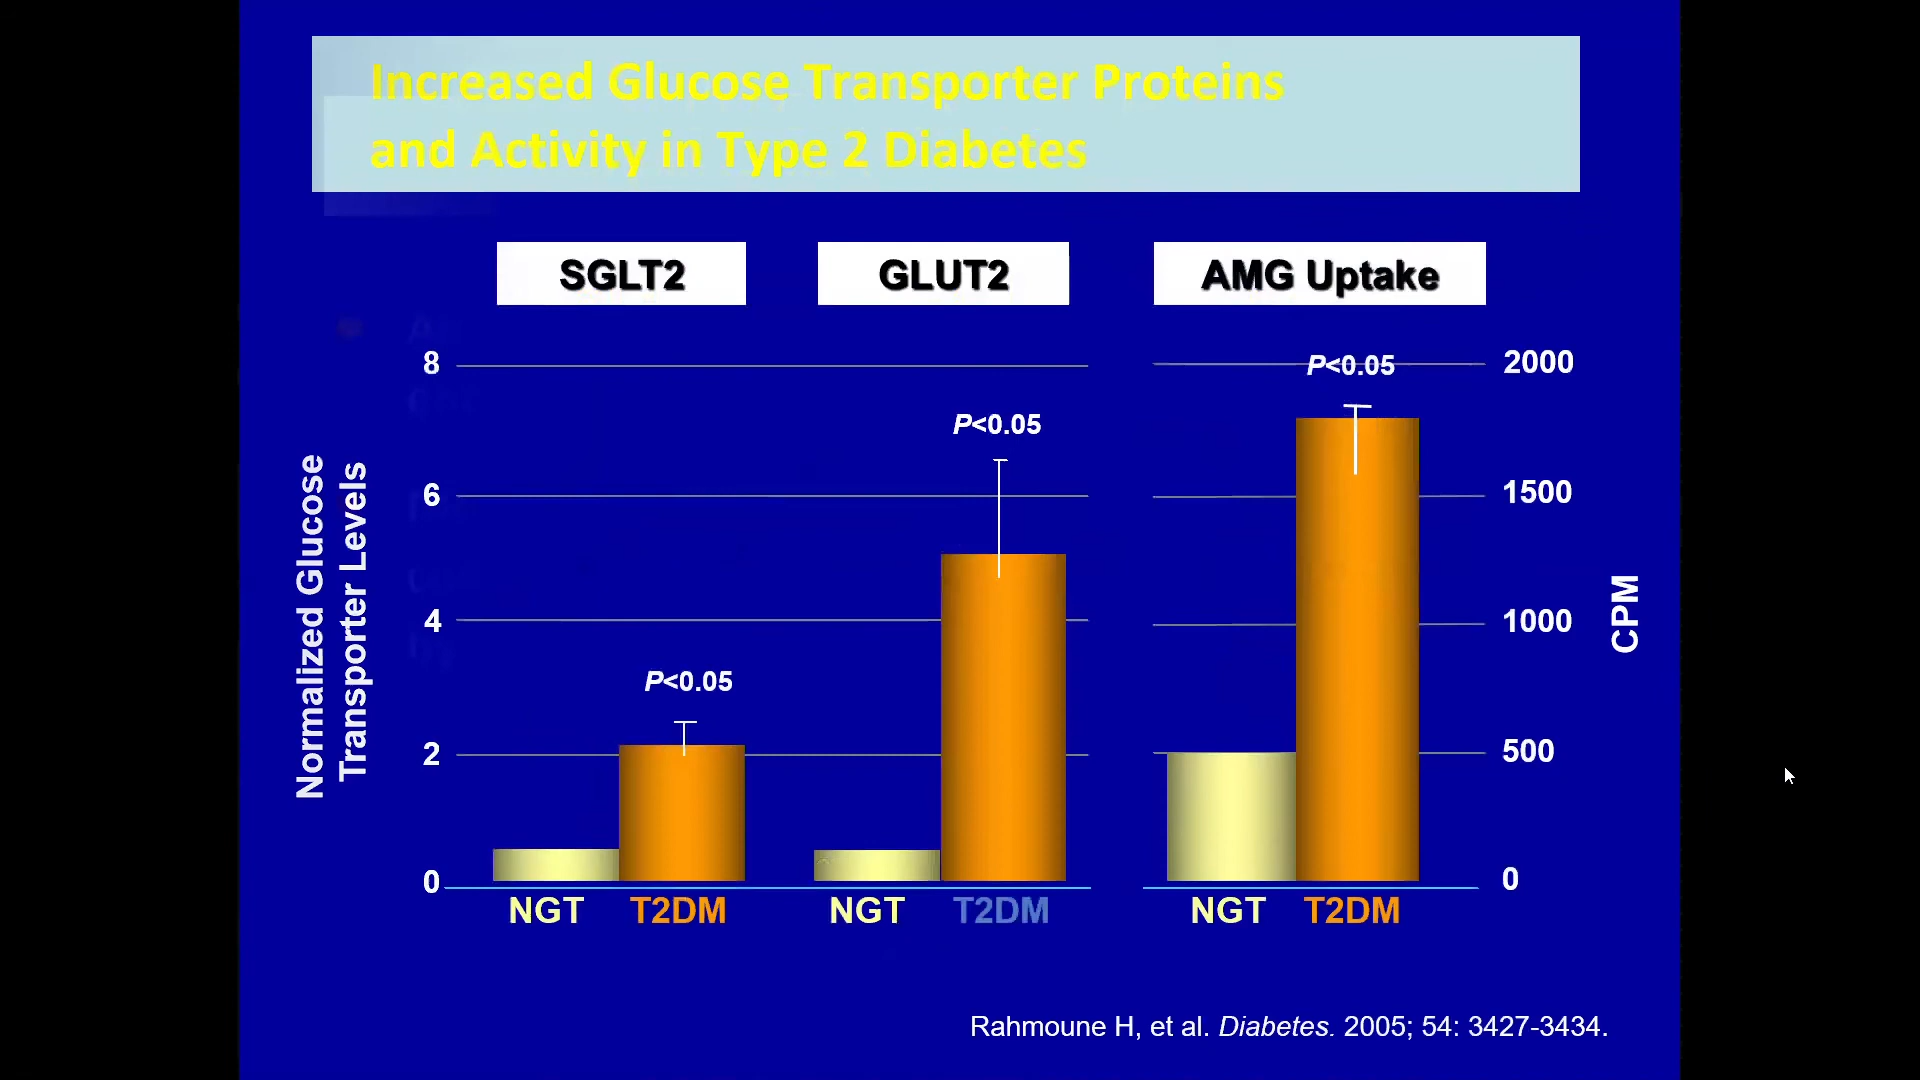 Increased Glucose Transporter Proteins
and Activity in Type 2 Diabetes
SGLT2
GLUT2
AMG Uptake
Normalized Glucose
Transporter Levels
8
6
4
2
0
P<0.05
P<0.05
P<0.05
2000
1500
1000
500
0
CPM
NGT T2DM
NGT T2DM
NGT T2DM
Rahmoune H, et al. Diabetes. 2005; 54: 3427-3434.